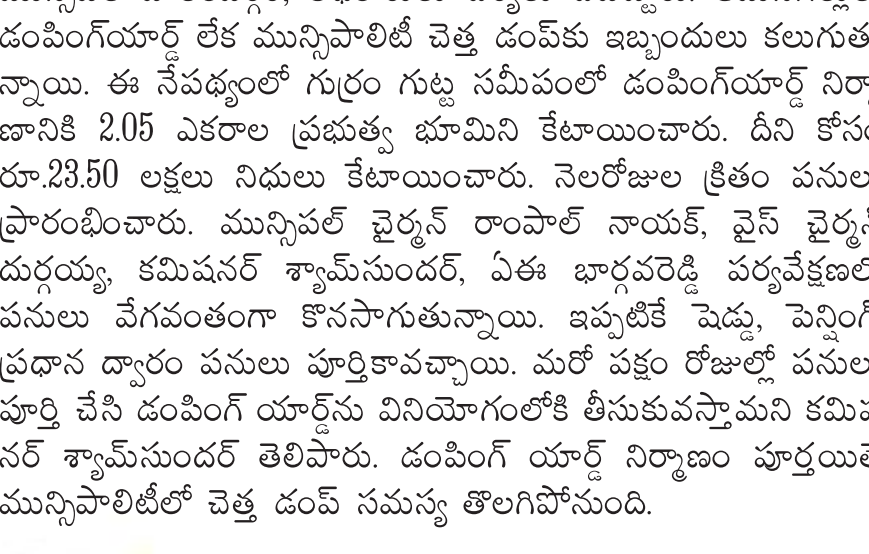 డంపింగ్‌యార్డ్ లేక మున్సిపాలిటీ చెత్త డంప్‌కు ఇబ్బందులు కలుగుతు
న్నాయి. ఈ నేపథ్యంలో గుర్రం గుట్ట సమీపంలో డంపింగ్‌యార్డ్ నిర్మా
ణానికి 2.05 ఎకరాల ప్రభుత్వ భూమిని కేటాయించారు. దీని కోసం
రూ.23.50 లక్షలు నిధులు కేటాయించారు. నెలరోజుల క్రితం పనుల
ప్రారంభించారు. మున్సిపల్ చైర్మన్ రాంపాల్ నాయక్, వైస్ చైర్మన్
దుర్గయ్య, కమిషనర్ శ్యామ్‌సుందర్, ఏఈ భార్గవరెడ్డి పర్యవేక్షణలో
పనులు వేగవంతంగా కొనసాగుతున్నాయి. ఇప్పటికే షెడ్డు, పెన్షింగ్
ప్రధాన ద్వారం పనులు పూర్తికావచ్చాయి. మరో పక్షం రోజుల్లో పనుల
పూర్తి చేసి డంపింగ్ యార్డ్‌ను వినియోగంలోకి తీసుకువస్తామని కమిష
నర్ శ్యామ్‌సుందర్ తెలిపారు. డంపింగ్ యార్డ్ నిర్మాణం పూర్తయితే
మున్సిపాలిటీలో చెత్త డంప్ సమస్య తొలగిపోనుంది.